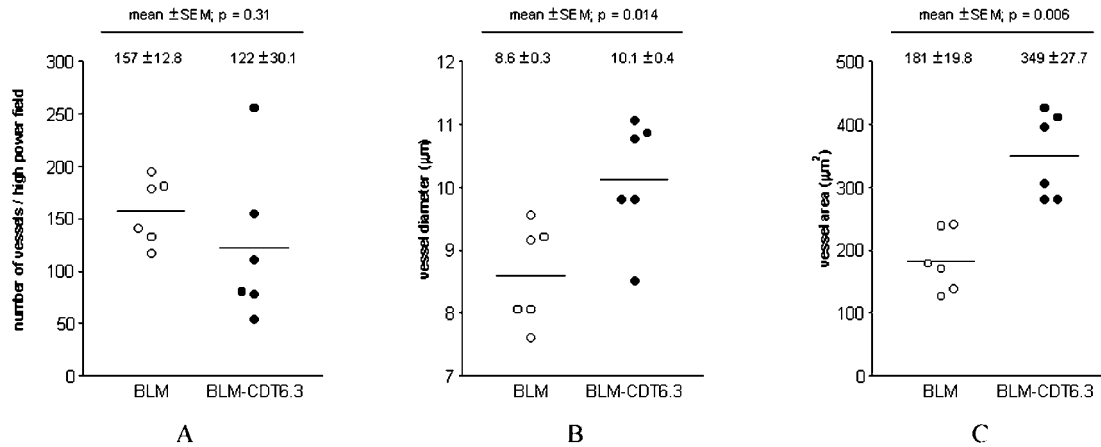 mean ±SEM; p = 0.31
157 ±12.8 122 ±30.1
number of vessels / high power field
300
250
200
150
100
50
0
BLM BLM-CDT6.3
A
mean ±SEM; p = 0.014
8.6 ±0.3 10.1 ±0.4
vessel diameter (µm)
12
11
10
9
8
7
BLM BLM-CDT6.3
B
mean ±SEM; p = 0.006
181 ±19.8 349 ±27.7
vessel area (µm²)
500
400
300
200
100
0
BLM BLM-CDT6.3
C